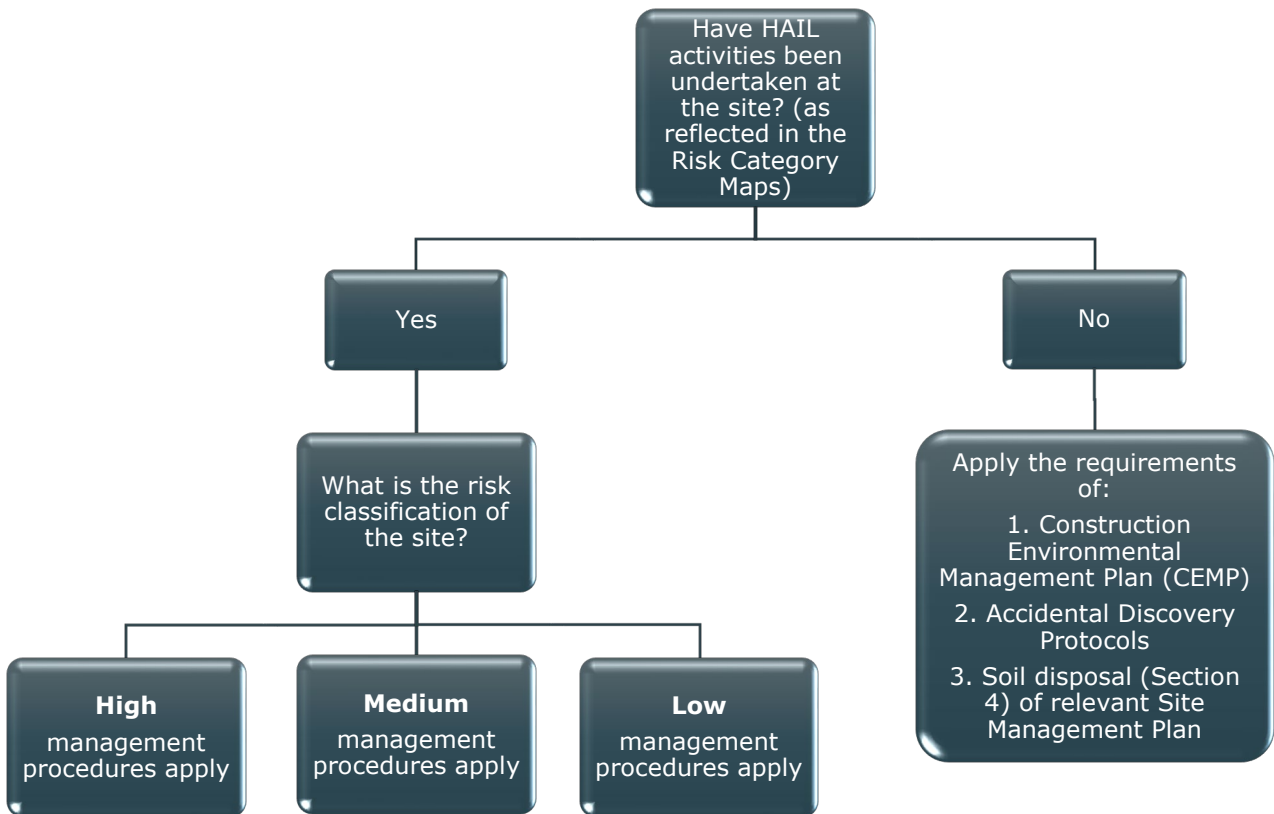 Have HAIL
activities been
undertaken at
the site? (as
reflected in the
Risk Category
Maps)
Yes
No
What is the risk
classification of
the site?
Apply the requirements
of:
1. Construction
Environmental
Management Plan (CEMP)
2. Accidental Discovery
Protocols
3. Soil disposal (Section
4) of relevant Site
Management Plan
High
management
procedures apply
Medium
management
procedures apply
Low
management
procedures apply